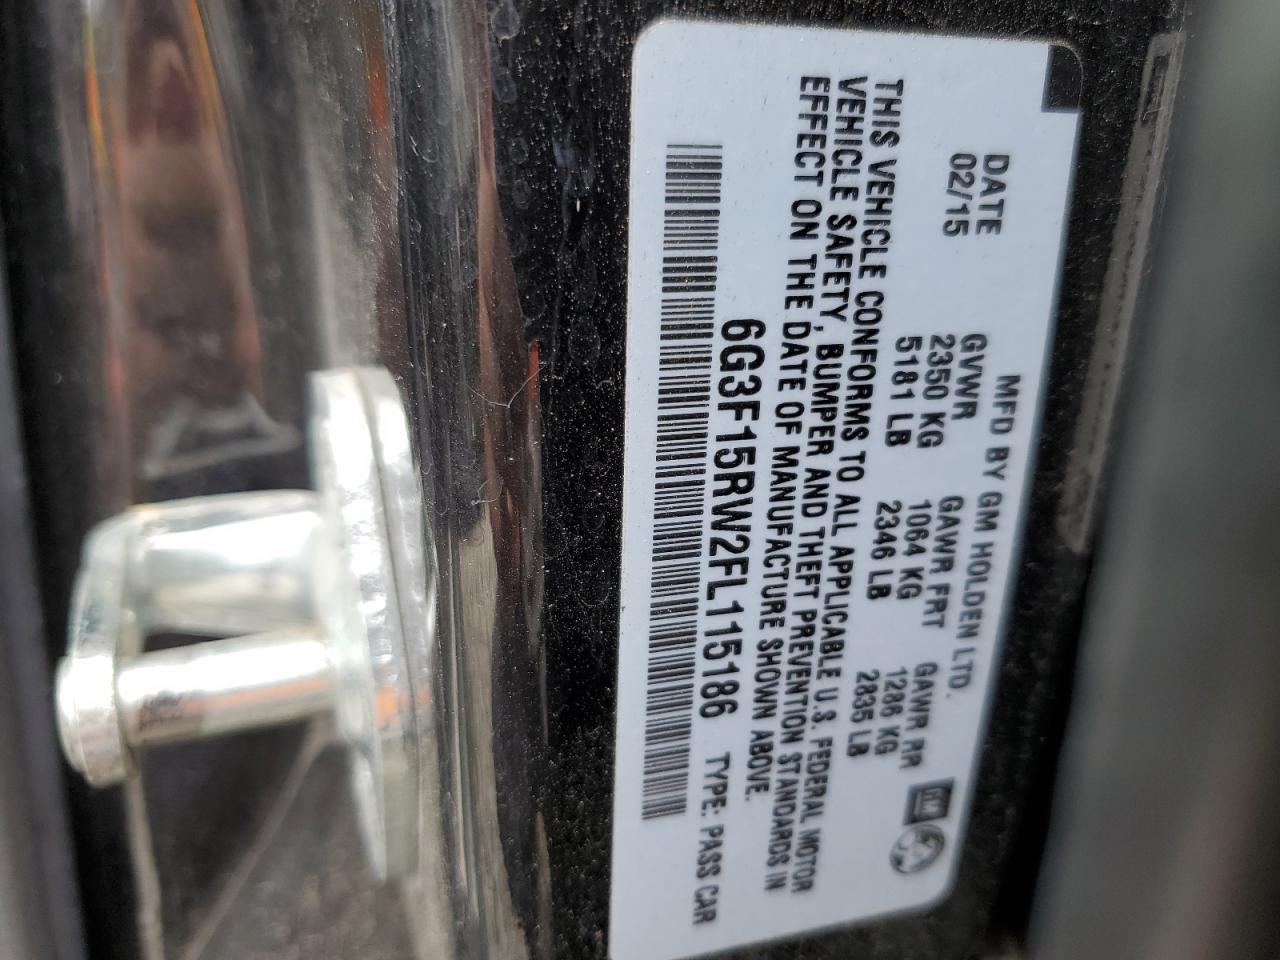 MFD BY GM HOLDEN LTD.
DATE GVWR GAWR FRT GAWR RR
02/15 2350 KG 1064 KG 1286 KG
5181 LB 2346 LB 2835 LB
THIS VEHICLE CONFORMS TO ALL APPLICABLE U.S. FEDERAL MOTOR
VEHICLE SAFETY, BUMPER AND THEFT PREVENTION STANDARDS IN
EFFECT ON THE DATE OF MANUFACTURE SHOWN ABOVE.
6G3F15RW2FL115186 TYPE: PASS CAR
GM